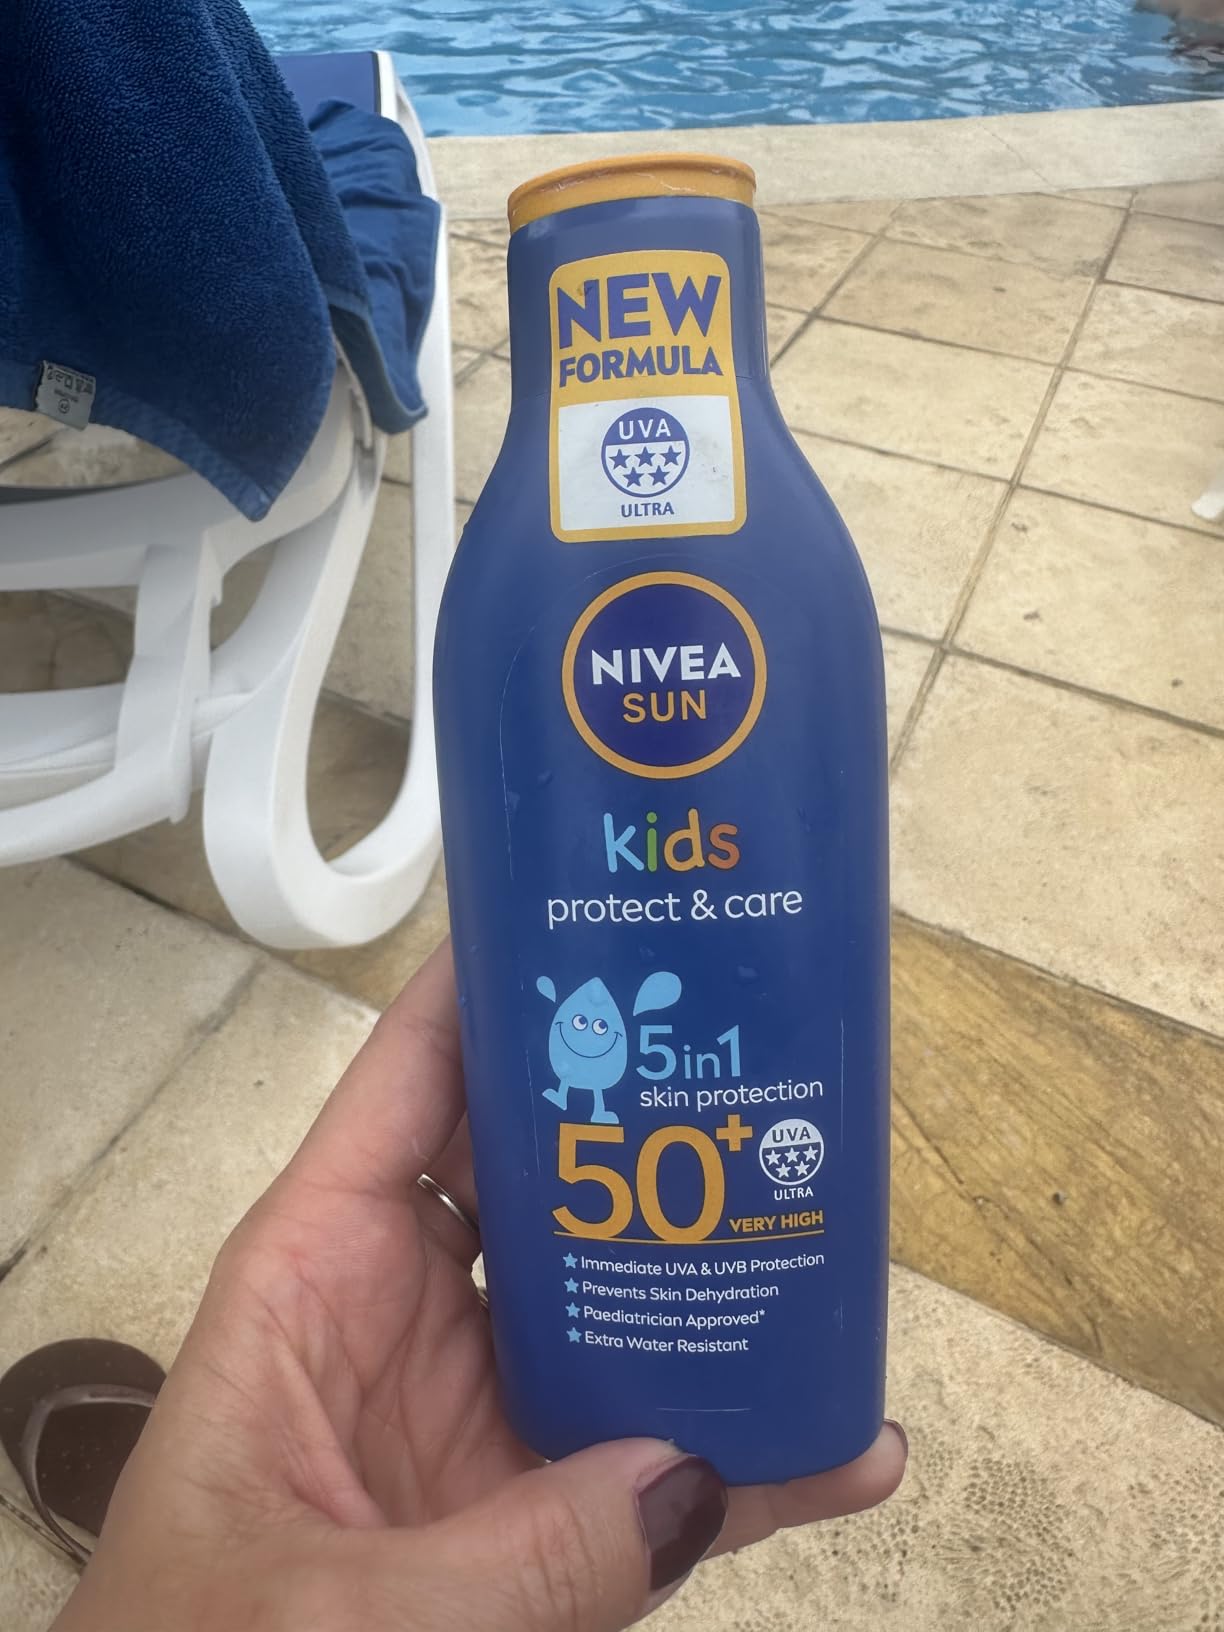 NEW
FORMULA
UVA
ULTRA
NIVEA
SUN
kids
protect & care
5in1
skin protection
50+
UVA
ULTRA
VERY HIGH
Immediate UVA & UVB Protection
Prevents Skin Dehydration
Paediatrician Approved*
Extra Water Resistant